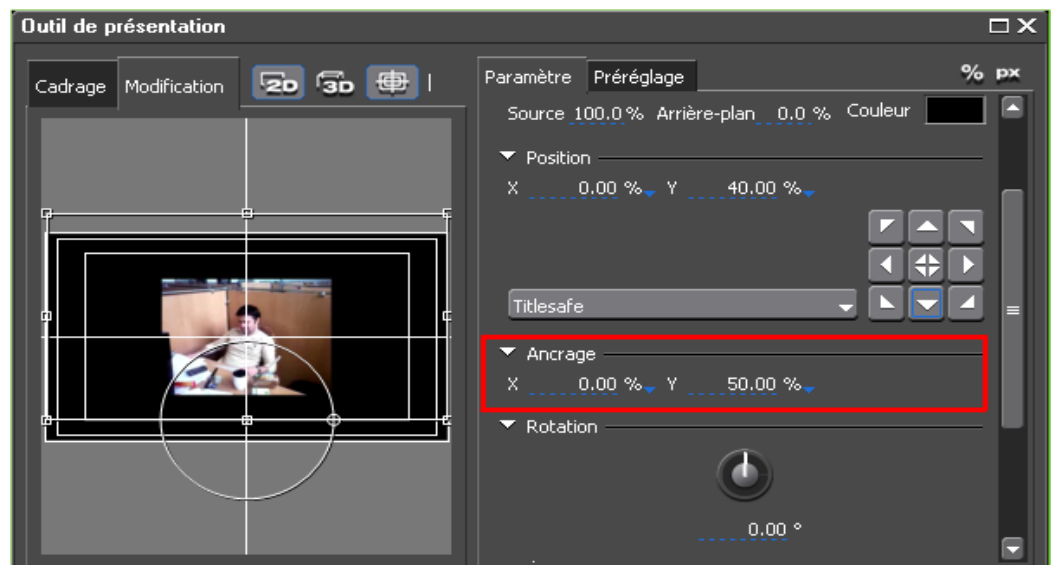 Outil de présentation
Cadrage Modification 2D 3D
Paramètre Préréglage % px
Source 100.0 % Arrière-plan 0.0 % Couleur
Position
X 0.00 % Y 40.00 %
Titlesafe
Ancrage
X 0.00 % Y 50.00 %
Rotation
0.00 °